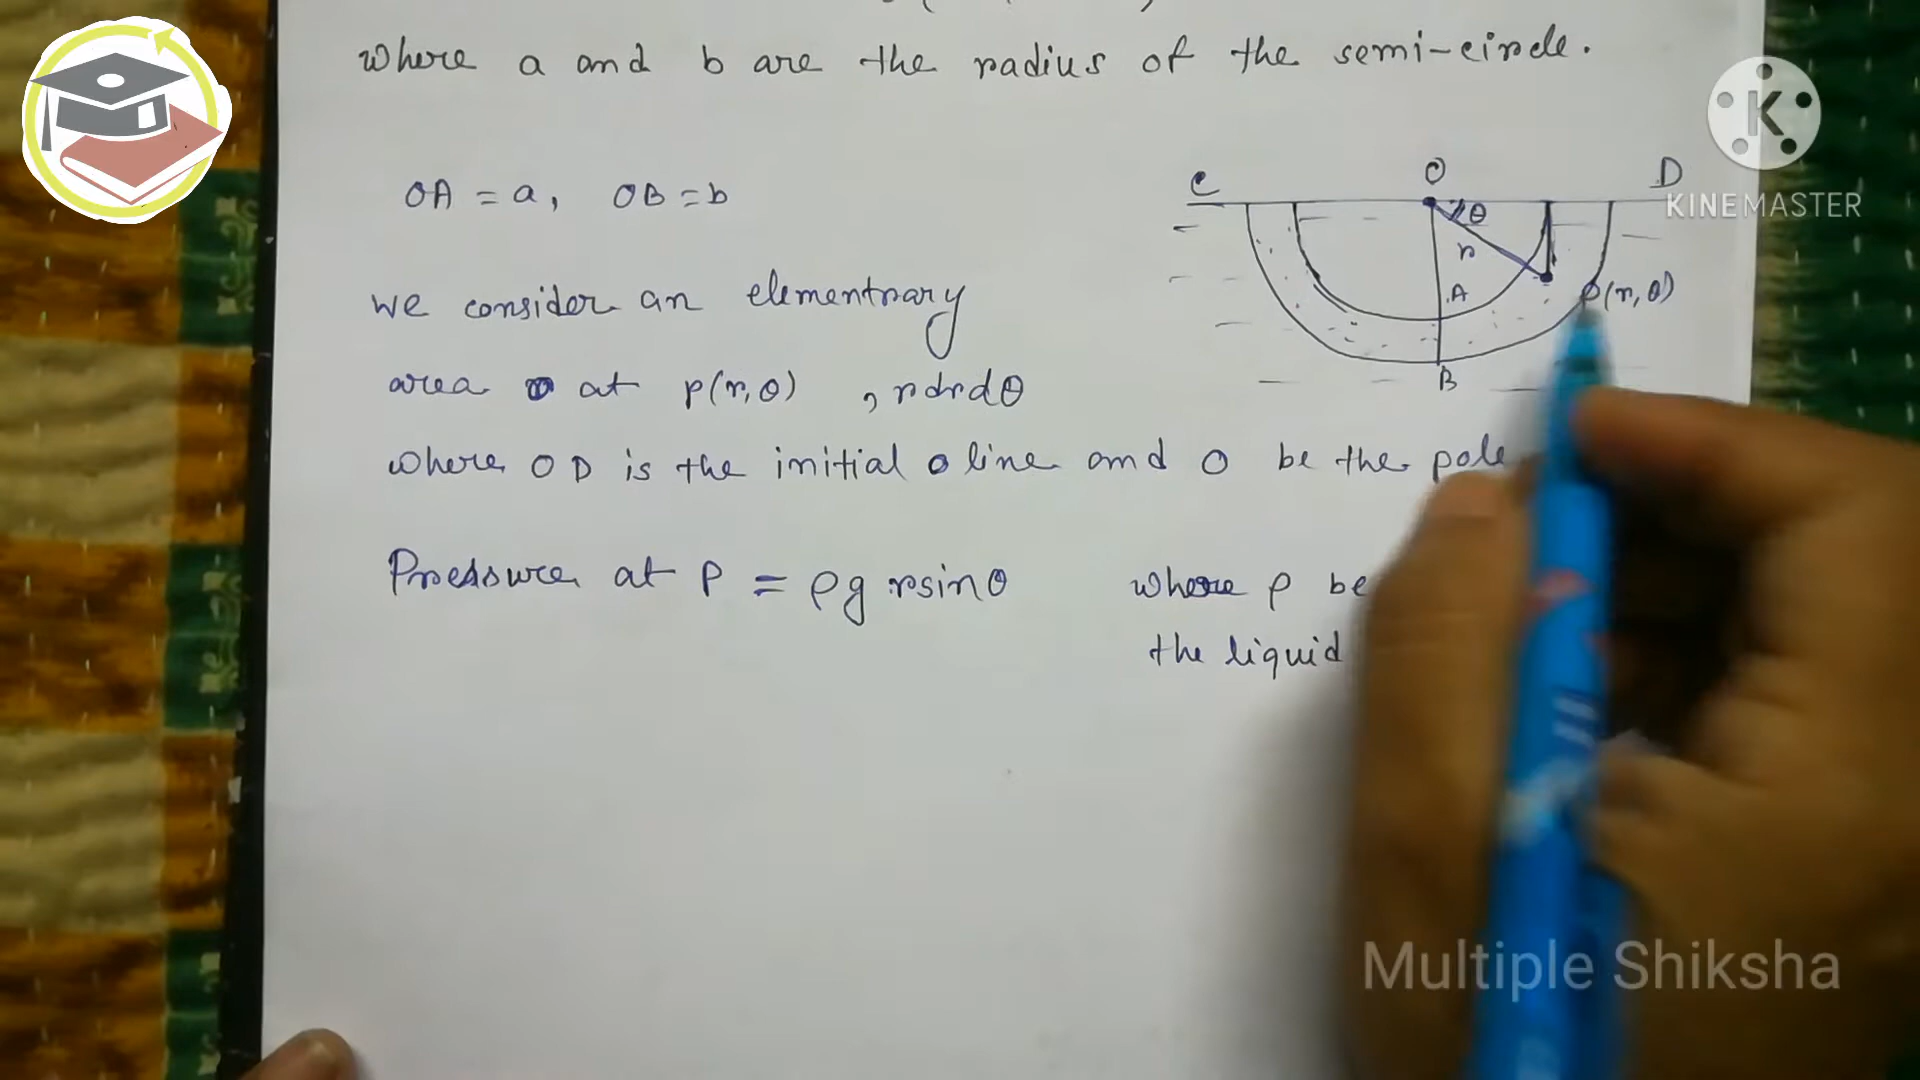 where a and b are the radius of the semi-circle.
OA = a, OB = b
C O D
θ
r
A
P(r, θ)
B
KINEMASTER
K
we consider an elementrary
area at p(r, θ) , rdrdθ
where OD is the initial line and O be the pole
Pressure at P = ρg rsinθ where ρ be
the liquid
Multiple Shiksha